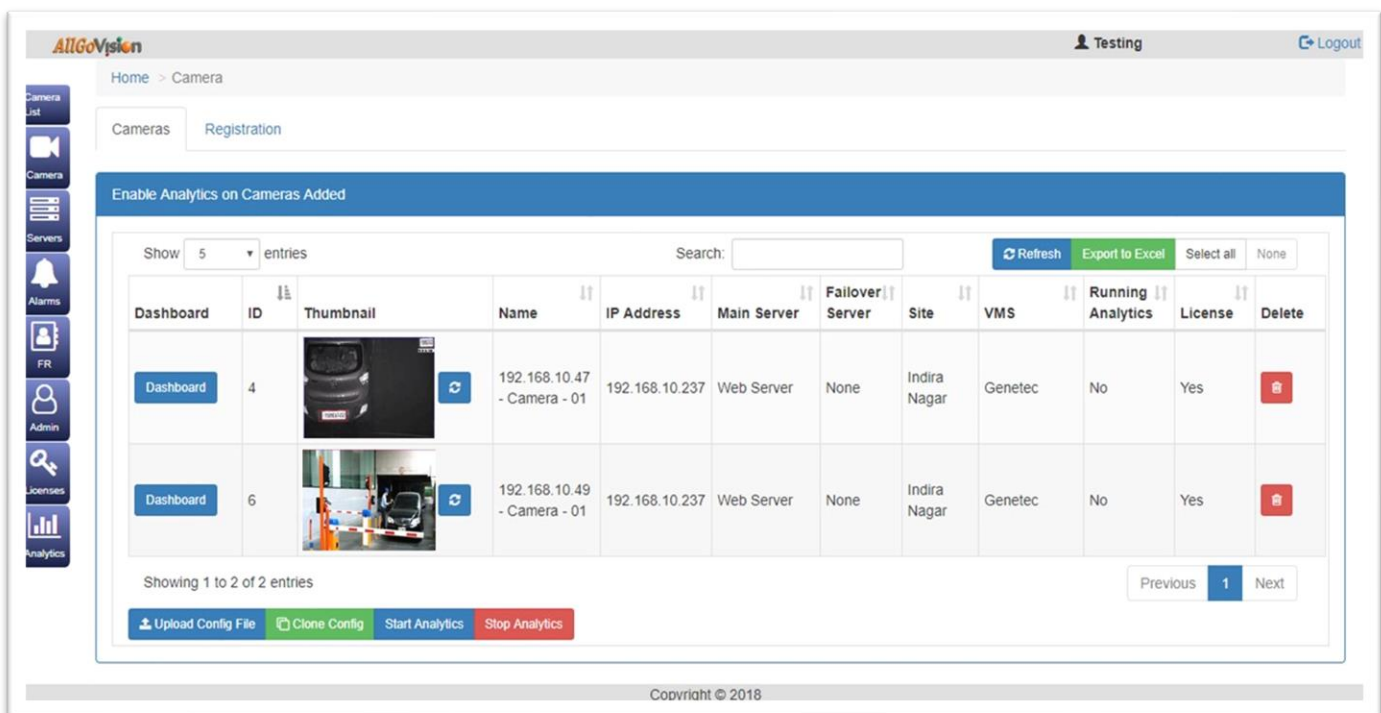 AllGoVision
Testing
Logout
Home > Camera
Camera
List
Camera
Servers
Alarms
FR
Admin
Licenses
Analytics
Cameras
Registration
Enable Analytics on Cameras Added
Show 5 entries
Search:
Refresh
Export to Excel
Select all
None
Dashboard ID Thumbnail Name IP Address Main Server Failover Server Site VMS Running Analytics License Delete
Dashboard 4 192.168.10.47 - Camera - 01 192.168.10.237 Web Server None Indira Nagar Genetec No Yes
Dashboard 6 192.168.10.49 - Camera - 01 192.168.10.237 Web Server None Indira Nagar Genetec No Yes
Showing 1 to 2 of 2 entries
Previous 1 Next
Upload Config File
Clone Config
Start Analytics
Stop Analytics
Copyright © 2018